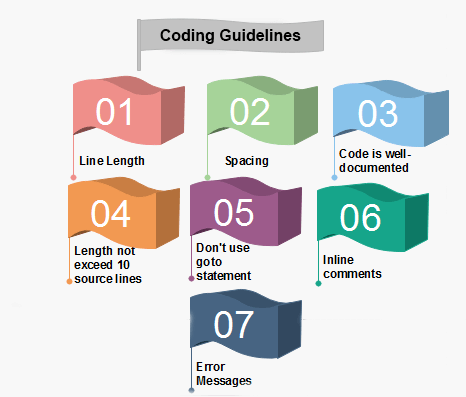 Coding Guidelines
01
02
03
Line Length
Spacing
Code is well-
documented
04
05
06
Length not
exceed 10
source lines
Don't use
goto
statement
Inline
comments
07
Error
Messages